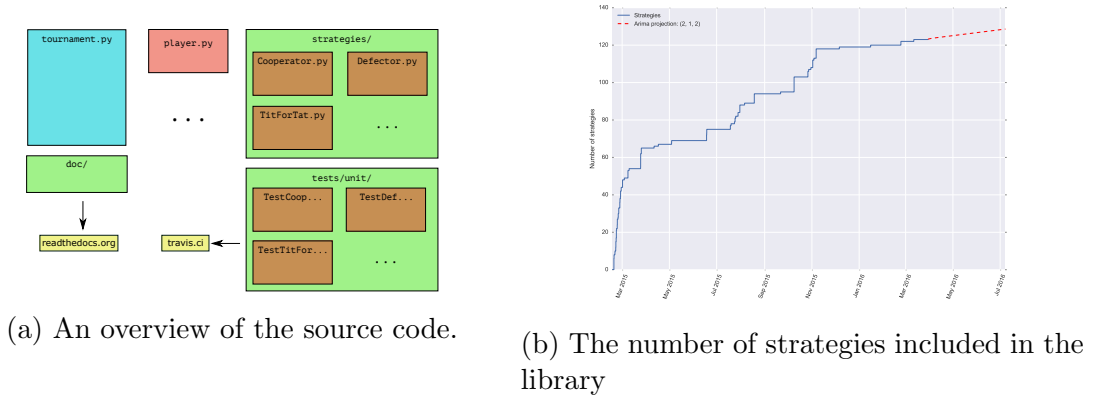 tournament.py
player.py
strategies/
Cooperator.py
Defector.py
TitForTat.py
...
...
doc/
tests/unit/
TestCoop...
TestDef...
readthedocs.org
travis.ci
TestTitFor...
...
(a) An overview of the source code.
140
120
100
80
60
40
20
0
Number of strategies
Strategies
Arima projection: (2, 1, 2)
Mar 2015
May 2015
Jul 2015
Sep 2015
Nov 2015
Jan 2016
Mar 2016
May 2016
Jul 2016
(b) The number of strategies included in the
library